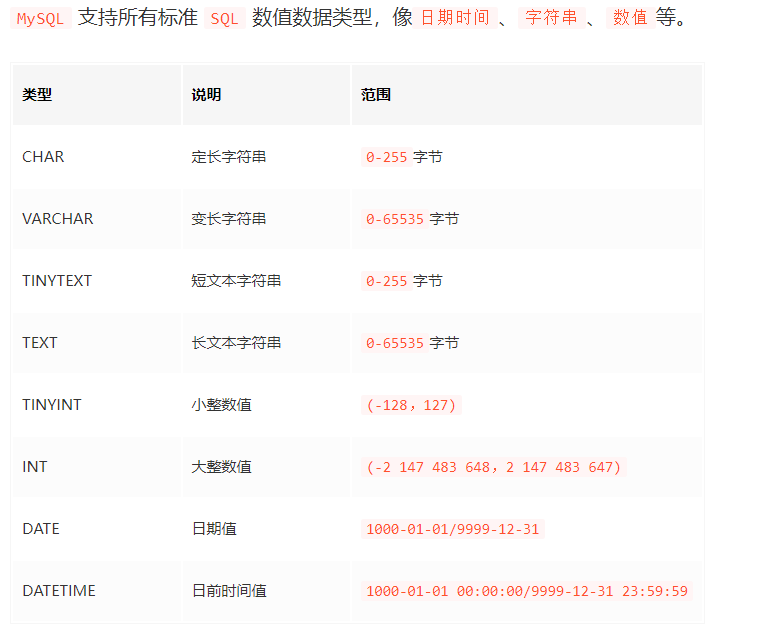 MySQL 支持所有标准 SQL 数值数据类型，像 日期时间 、 字符串 、 数值 等。
类型 说明 范围
CHAR 定长字符串 0-255 字节
VARCHAR 变长字符串 0-65535 字节
TINYTEXT 短文本字符串 0-255 字节
TEXT 长文本字符串 0-65535 字节
TINYINT 小整数值 (-128，127)
INT 大整数值 (-2 147 483 648，2 147 483 647)
DATE 日期值 1000-01-01/9999-12-31
DATETIME 日前时间值 1000-01-01 00:00:00/9999-12-31 23:59:59